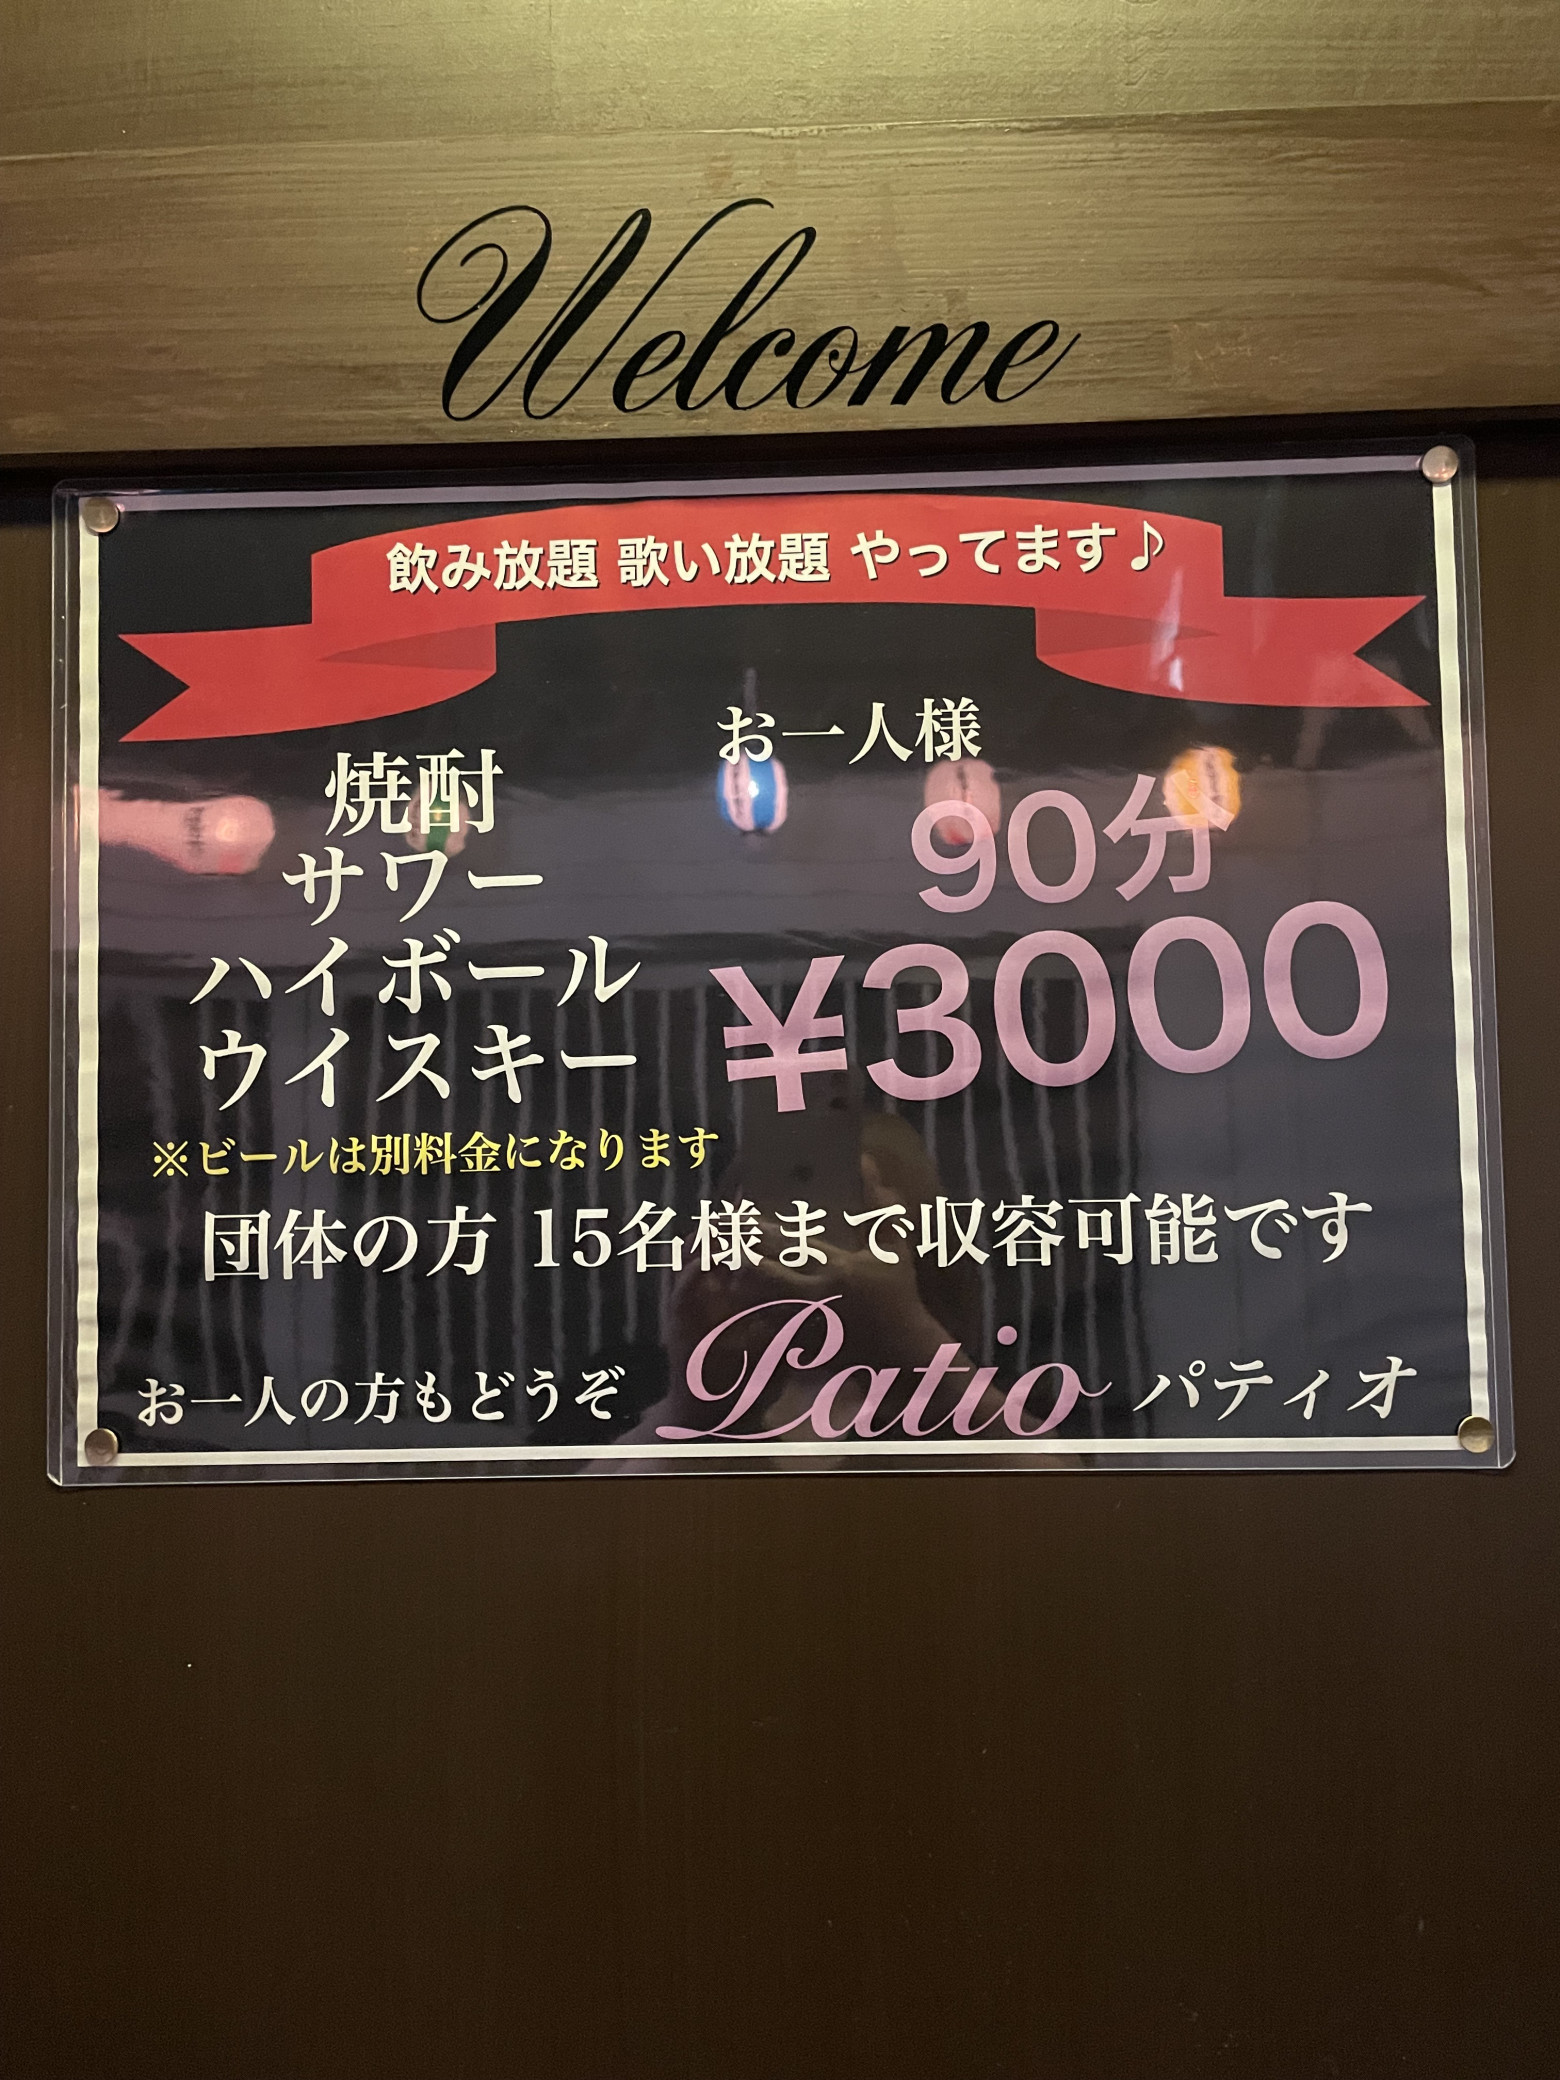 Welcome
飲み放題 歌い放題 やってます♪
焼酎
サワー
ハイボール
ウイスキー
お一人様
90分
¥3000
※ビールは別料金になります
団体の方 15名様まで収容可能です
お一人の方もどうぞ Patio パティオ